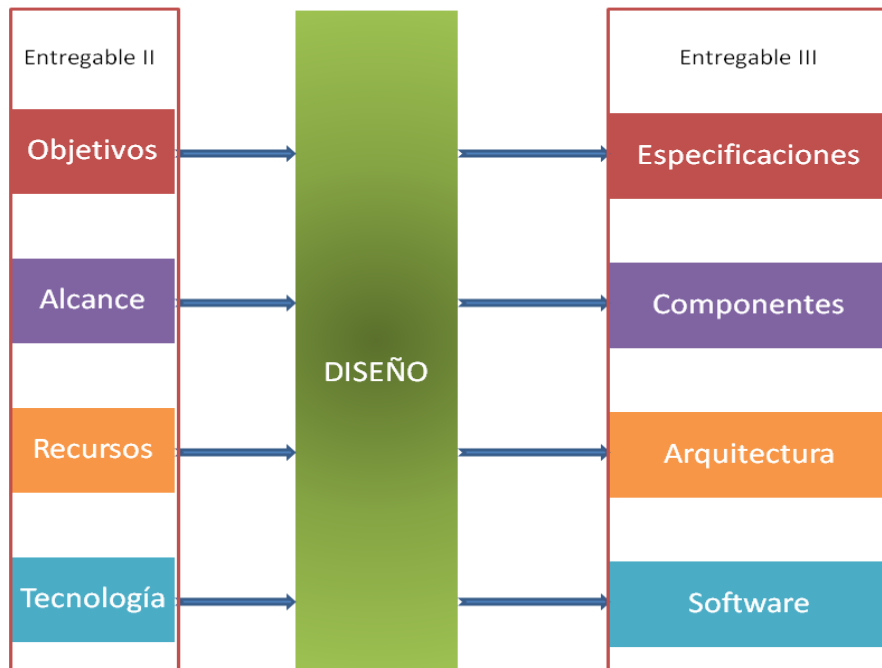 Entregable II
Objetivos
Alcance
Recursos
Tecnología
DISEÑO
Entregable III
Especificaciones
Componentes
Arquitectura
Software